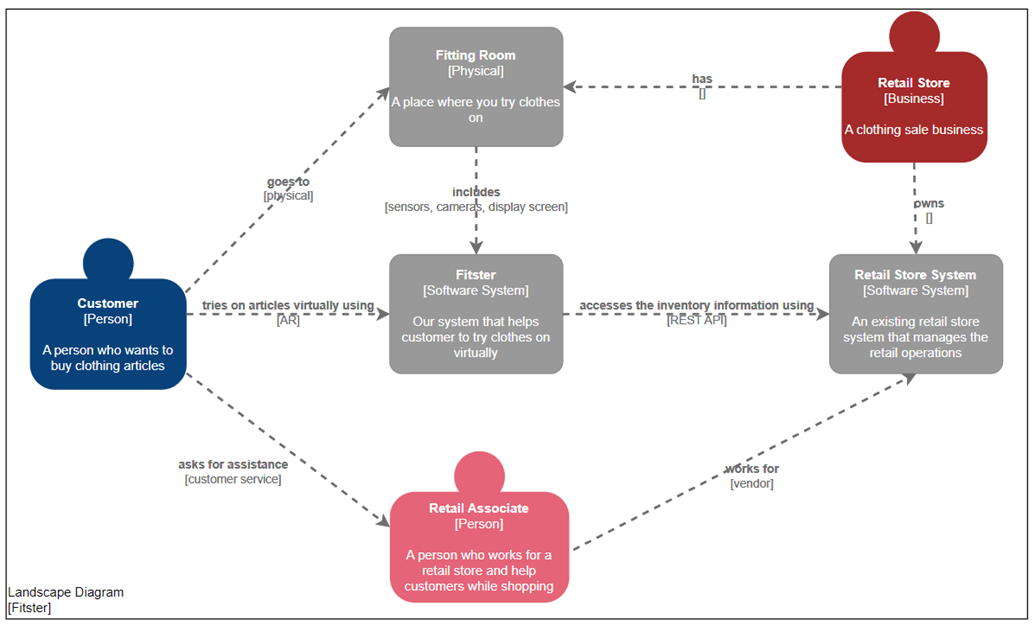 Fitting Room
[Physical]
A place where you try clothes
on
Retail Store
[Business]
A clothing sale business
has
[]
goes to
[physical]
includes
[sensors, cameras, display screen]
owns
[]
Customer
[Person]
A person who wants to
buy clothing articles
tries on articles virtually using
[AR]
Fitster
[Software System]
Our system that helps
customer to try clothes on
virtually
accesses the inventory information using
[REST API]
Retail Store System
[Software System]
An existing retail store
system that manages the
retail operations
asks for assistance
[customer service]
works for
[vendor]
Retail Associate
[Person]
A person who works for a
retail store and help
customers while shopping
Landscape Diagram
[Fitster]